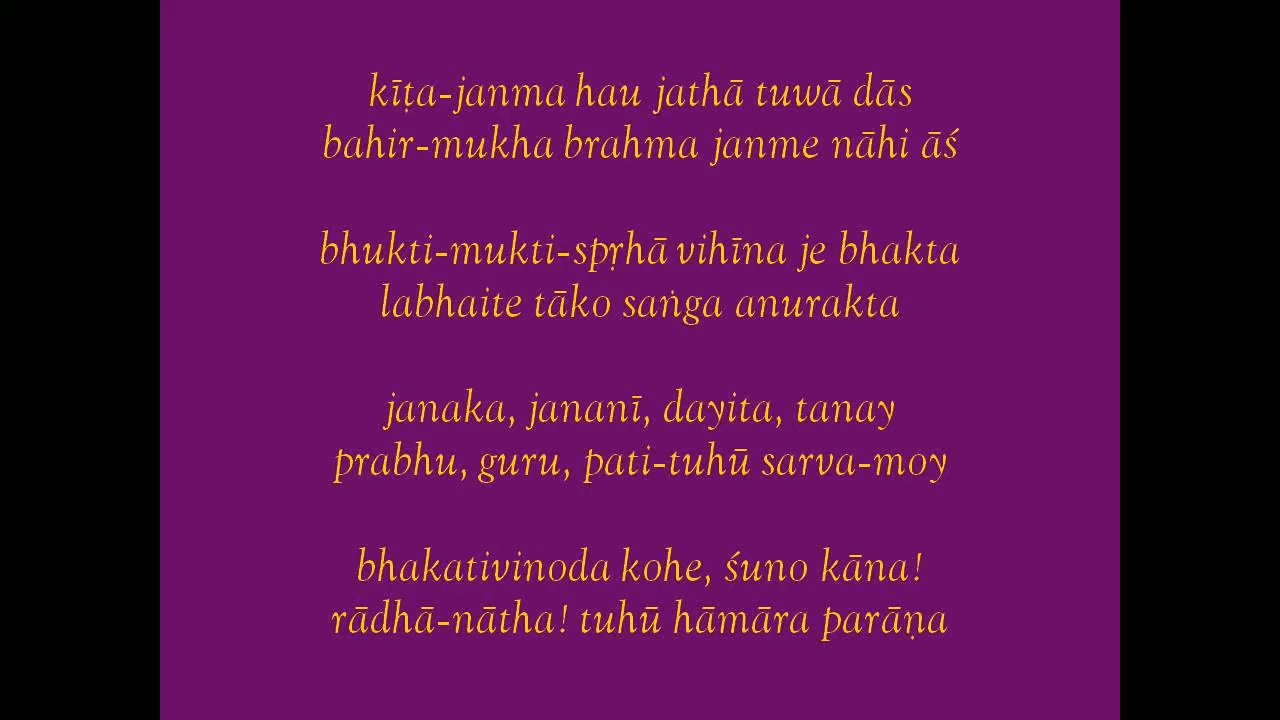 kīṭa-janma hau jathā tuwā dās
bahir-mukha brahma janme nāhi āś
bhukti-mukti-spṛhā vihīna je bhakta
labhaite tāko saṅga anurakta
janaka, jananī, dayita, tanay
prabhu, guru, pati-tuhū sarva-moy
bhakativinoda kohe, śuno kāna!
rādhā-nātha! tuhū hāmāra parāṇa